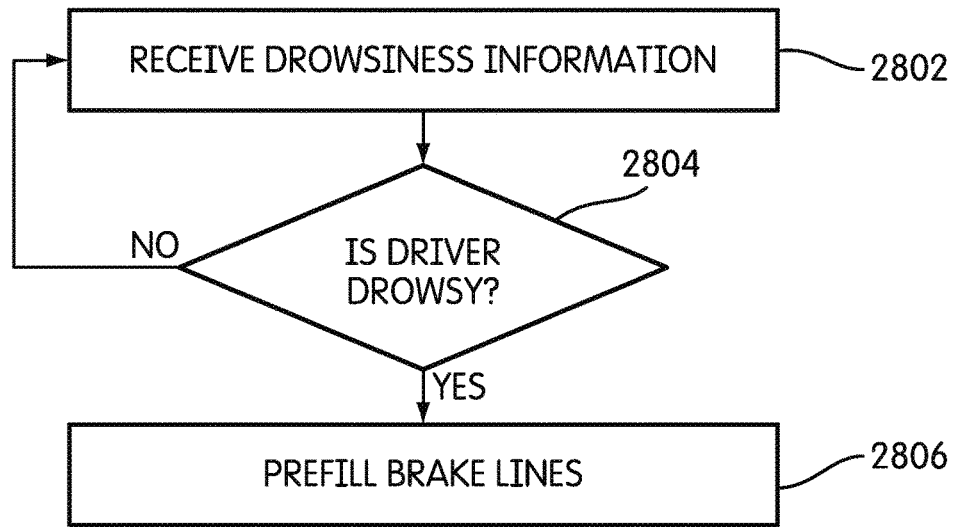 RECEIVE DROWSINESS INFORMATION
2802
2804
NO
IS DRIVER
DROWSY?
YES
PREFILL BRAKE LINES
2806